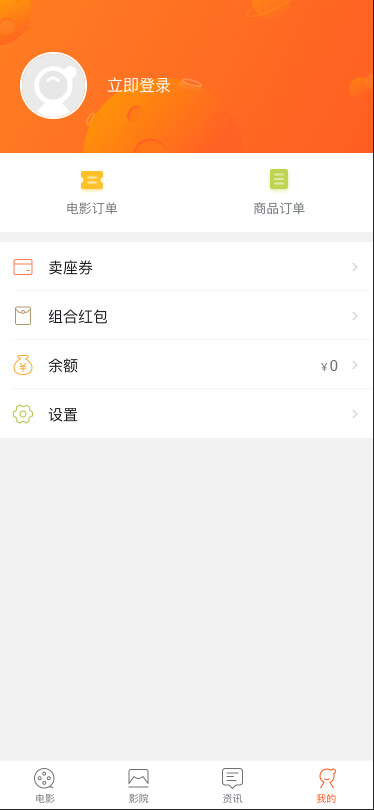 立即登录
电影订单 商品订单
卖座券
组合红包
余额 ¥0
设置
电影 影院 资讯 我的